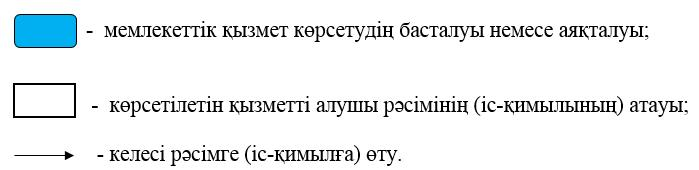 - мемлекеттік қызмет көрсетудің басталуы немесе аяқталуы;
- көрсетілетін қызметті алушы рәсімінің (іс-қимылының) атауы;
- келесі рәсімге (іс-қимылға) өту.